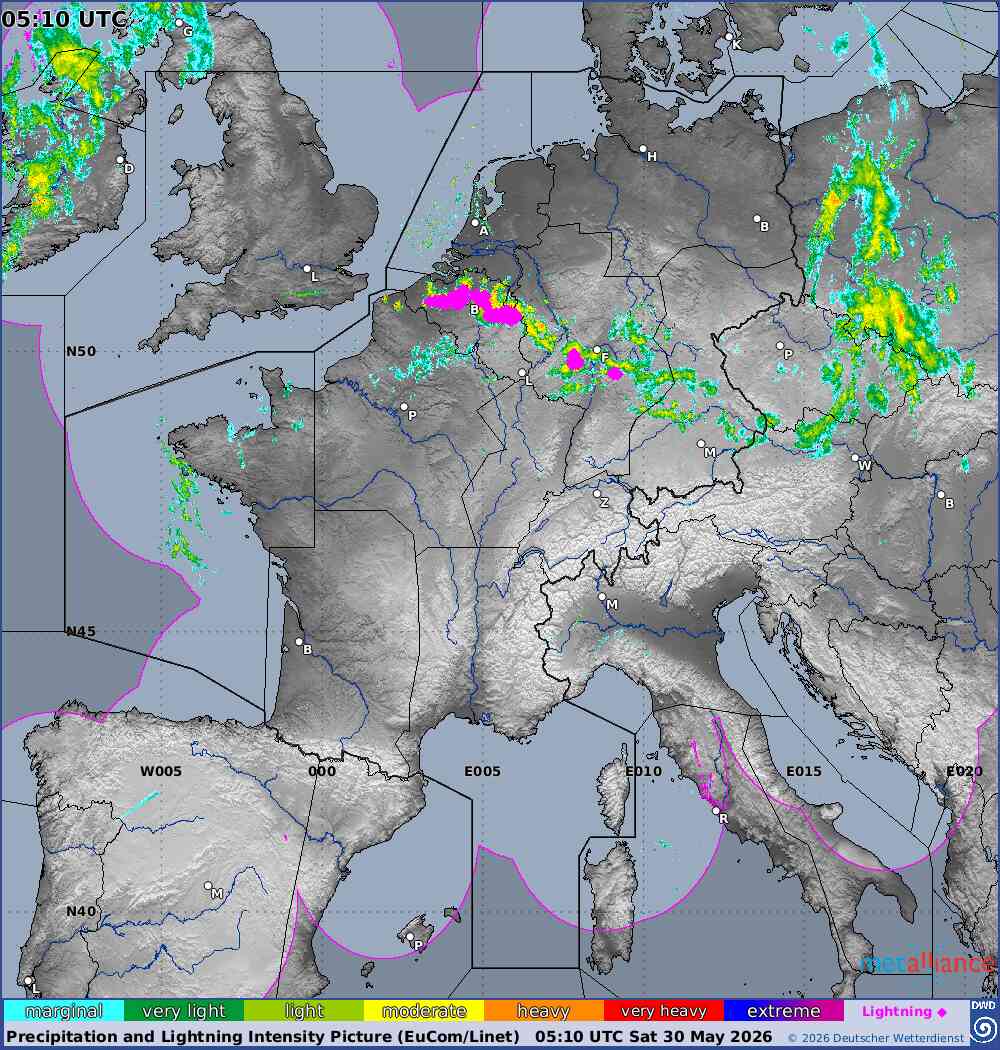 05:10 UTC
G
K
D
H
A
B
L
B
N50
P
F
L
P
M
W
B
Z
M
N45
B
W005
000
E005
E010
E015
E020
R
M
N40
P
L
metalliance
marginal
very light
light
moderate
heavy
very heavy
extreme
Lightning ◆
DWD
Precipitation and Lightning Intensity Picture (EuCom/Linet) 05:10 UTC Sat 30 May 2026 © 2026 Deutscher Wetterdienst